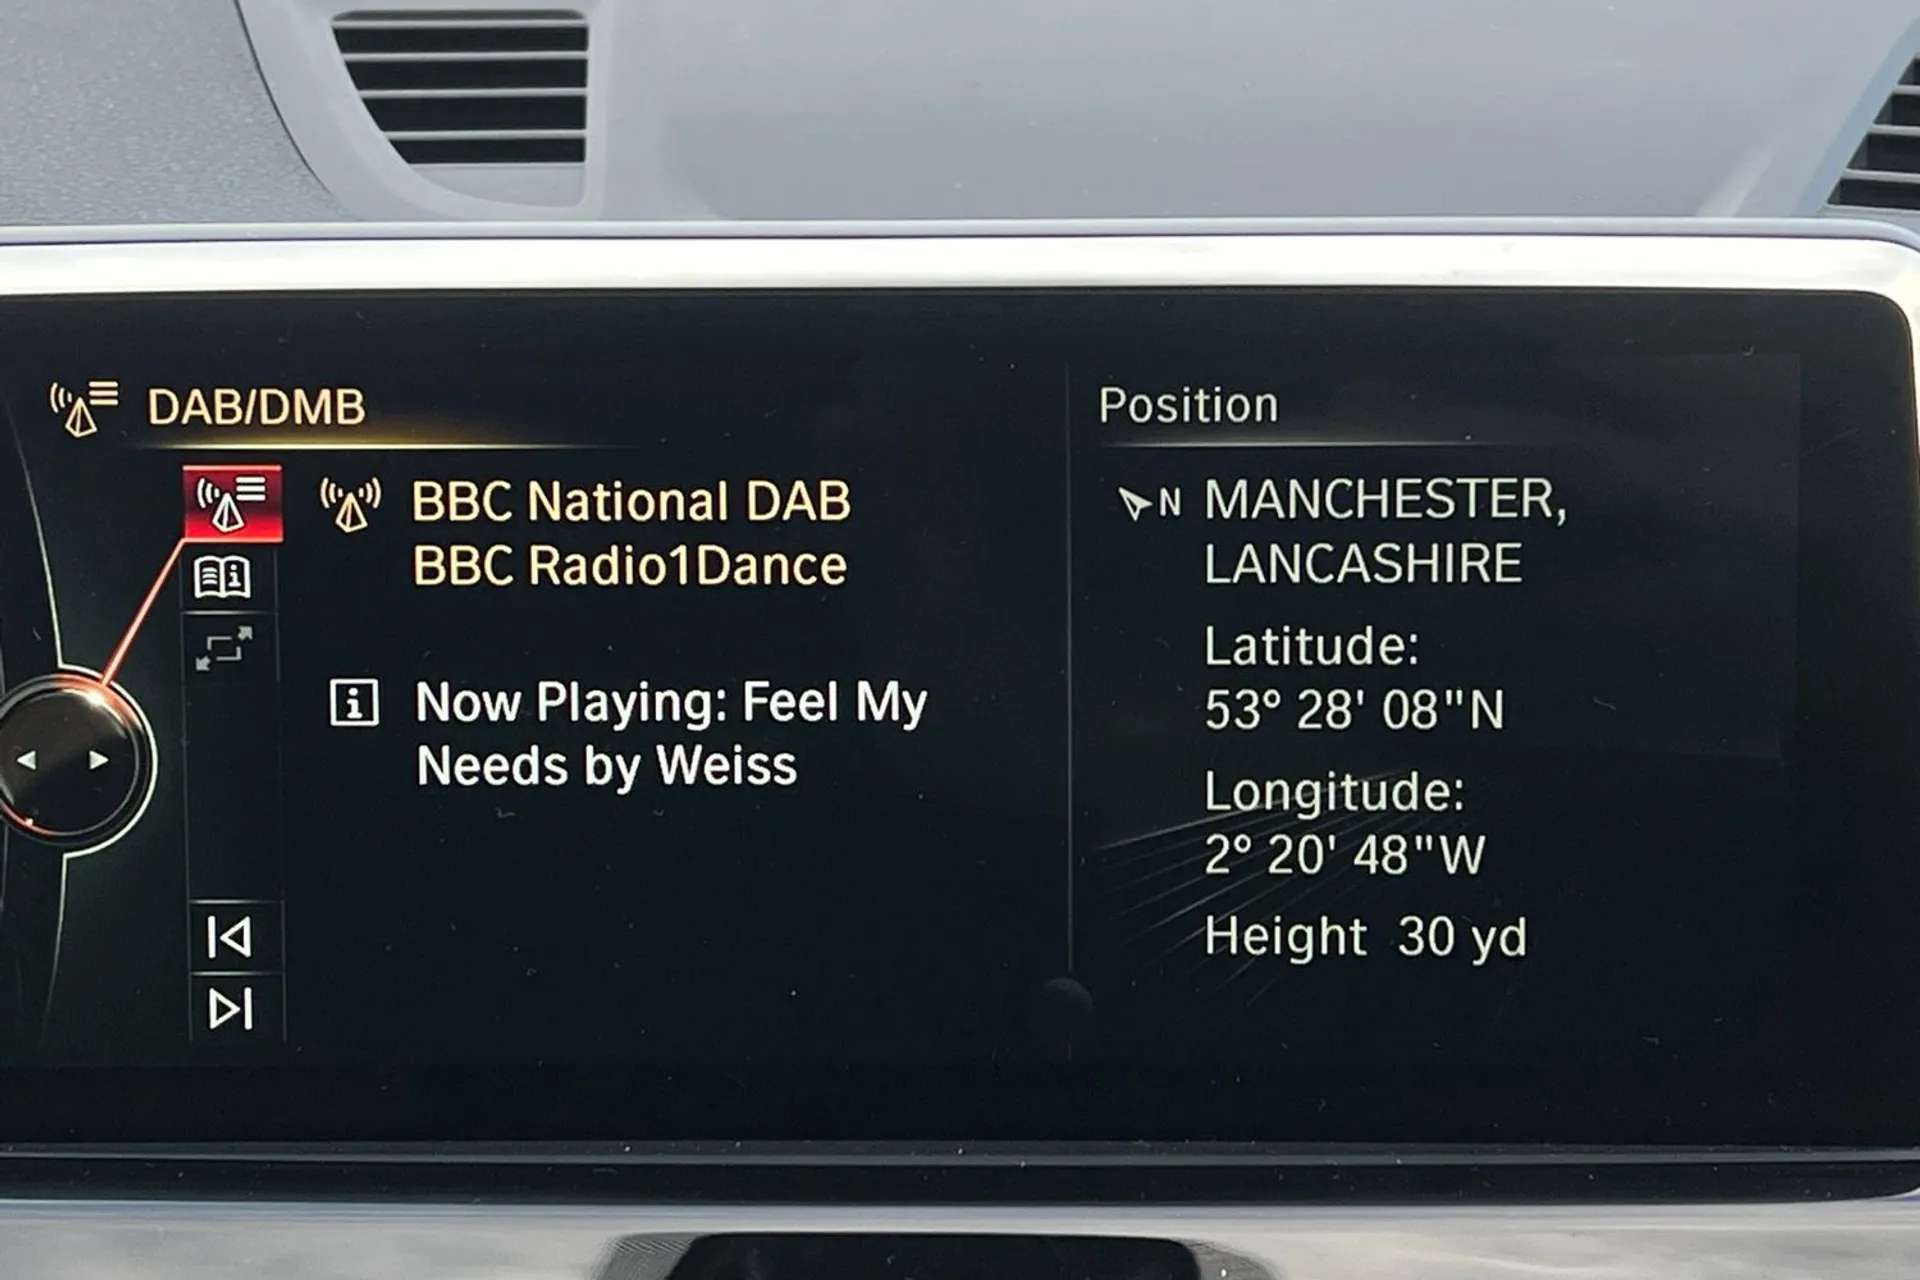 DAB/DMB
BBC National DAB
BBC Radio1Dance
Now Playing: Feel My
Needs by Weiss
Position
N MANCHESTER,
LANCASHIRE
Latitude:
53° 28' 08"N
Longitude:
2° 20' 48"W
Height 30 yd